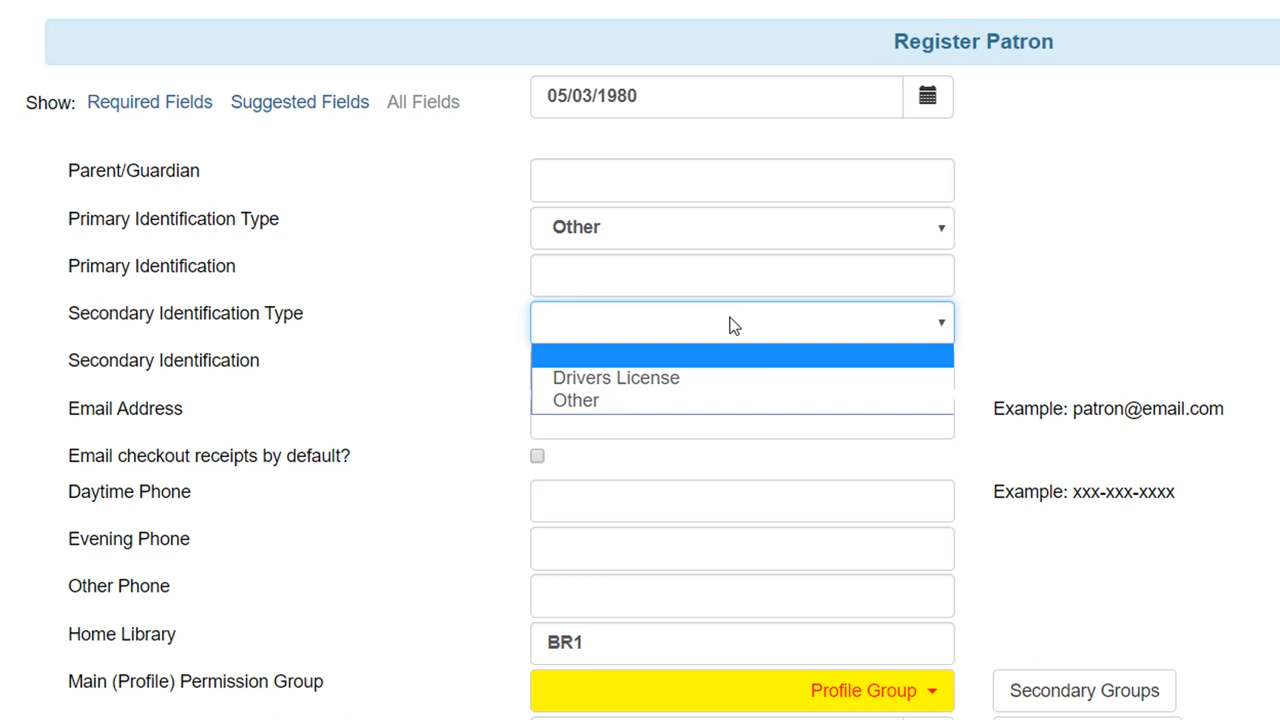 Register Patron
Show: Required Fields Suggested Fields All Fields
05/03/1980
Parent/Guardian
Primary Identification Type
Other
Primary Identification
Secondary Identification Type
Secondary Identification
Drivers License
Other
Email Address
Example: patron@email.com
Email checkout receipts by default?
Daytime Phone
Example: xxx-xxx-xxxx
Evening Phone
Other Phone
Home Library
BR1
Main (Profile) Permission Group
Profile Group
Secondary Groups